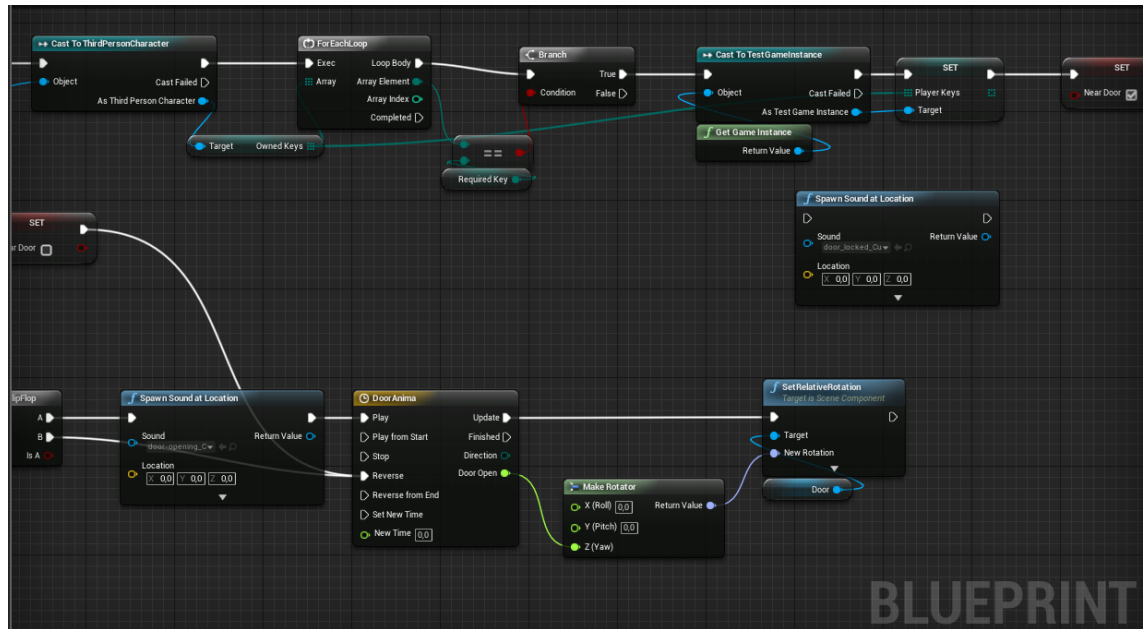 Cast To ThirdPersonCharacter
Object
Cast Failed
As Third Person Character
Target Owned Keys
ForEachLoop
Exec Loop Body
Array Array Element
Array Index
Completed
==
Required Key
Branch
True
Condition False
Cast To TestGameInstance
Object Cast Failed
As Test Game Instance
Get Game Instance
Return Value
SET
Player Keys
Target
SET
Near Door
Spawn Sound at Location
Sound Return Value
door_locked_Cu
Location
X 0,0 Y 0,0 Z 0,0
SET
r Door
lipFlop
A
B
Is A
Spawn Sound at Location
Sound Return Value
door-opening_C
Location
X 0,0 Y 0,0 Z 0,0
DoorAnima
Play Update
Play from Start Finished
Stop Direction
Reverse Door Open
Reverse from End
Set New Time
New Time 0,0
Make Rotator
X (Roll) 0,0 Return Value
Y (Pitch) 0,0
Z (Yaw)
SetRelativeRotation
Target is Scene Component
Target
New Rotation
Door
BLUEPRINT